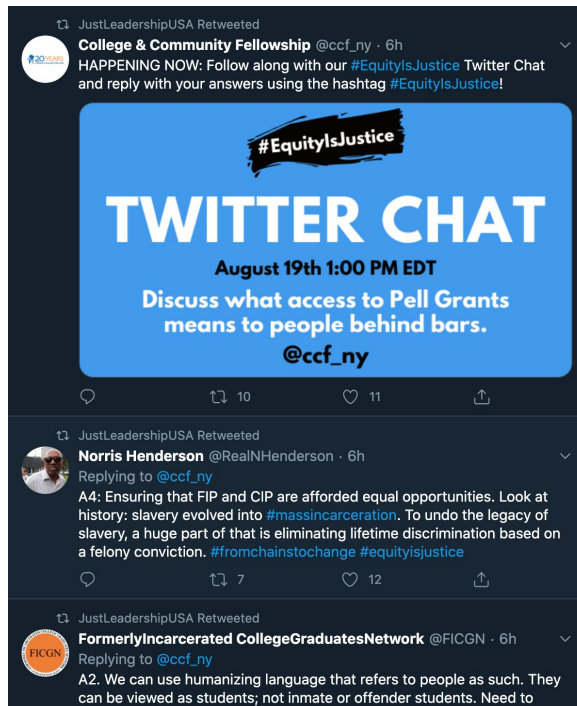 JustLeadershipUSA Retweeted
College & Community Fellowship @ccf_ny · 6h
HAPPENING NOW: Follow along with our #EquityIsJustice Twitter Chat
and reply with your answers using the hashtag #EquityIsJustice!
20 YEARS
#EquityIsJustice
TWITTER CHAT
August 19th 1:00 PM EDT
Discuss what access to Pell Grants
means to people behind bars.
@ccf_ny
10 11
JustLeadershipUSA Retweeted
Norris Henderson @RealNHenderson · 6h
Replying to @ccf_ny
A4: Ensuring that FIP and CIP are afforded equal opportunities. Look at
history: slavery evolved into #massincarceration. To undo the legacy of
slavery, a huge part of that is eliminating lifetime discrimination based on
a felony conviction. #fromchainstochange #equityisjustice
7 12
JustLeadershipUSA Retweeted
FormerlyIncarcerated CollegeGraduatesNetwork @FICGN · 6h
FICGN
Replying to @ccf_ny
A2. We can use humanizing language that refers to people as such. They
can be viewed as students; not inmate or offender students. Need to